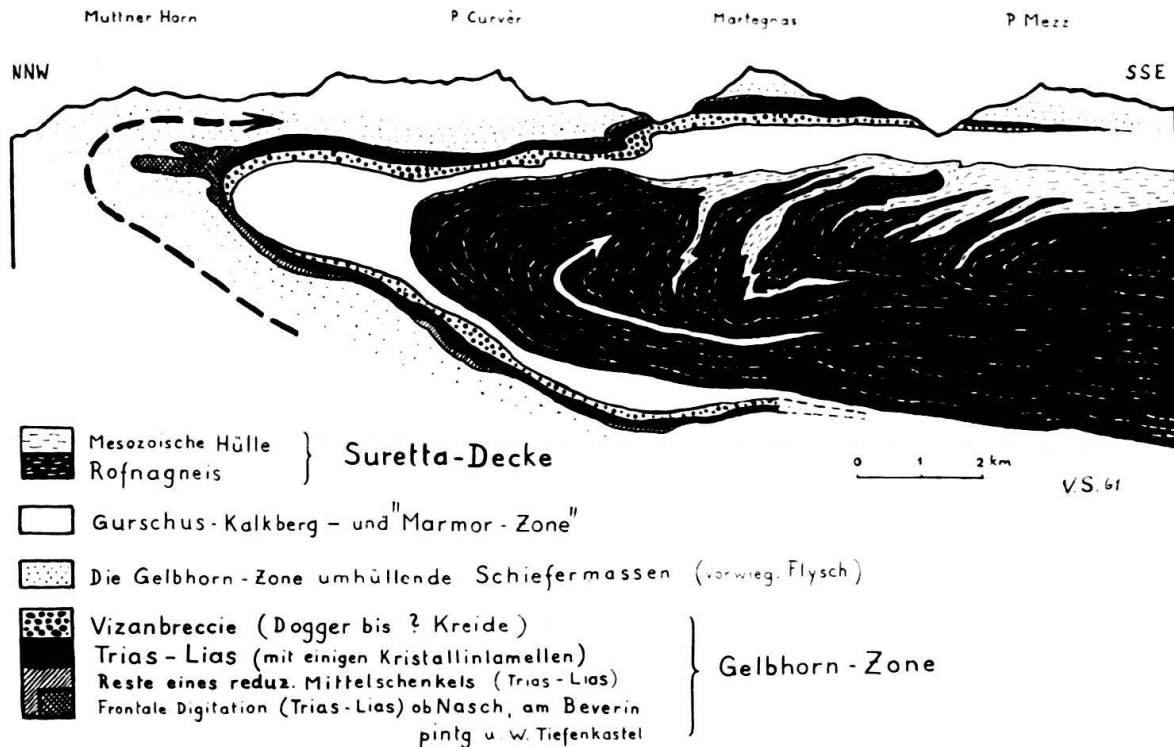 Muttner Horn P Curvèr Martegnas P Mezz
NNW SSE
Mesozoische Hülle
Rofnagneis
Suretta-Decke
0 1 2 km
V.S. 61
Gurschus-Kalkberg – und "Marmor-Zone"
Die Gelbhorn-Zone umhüllende Schiefermassen (vorwieg. Flysch)
Vizanbreccie (Dogger bis ? Kreide)
Trias-Lias (mit einigen Kristallinlamellen)
Reste eines reduz. Mittelschenkels (Trias-Lias)
Frontale Digitation (Trias-Lias) ob Nasch, am Beverin
pintg u. W. Tiefenkastel
Gelbhorn-Zone